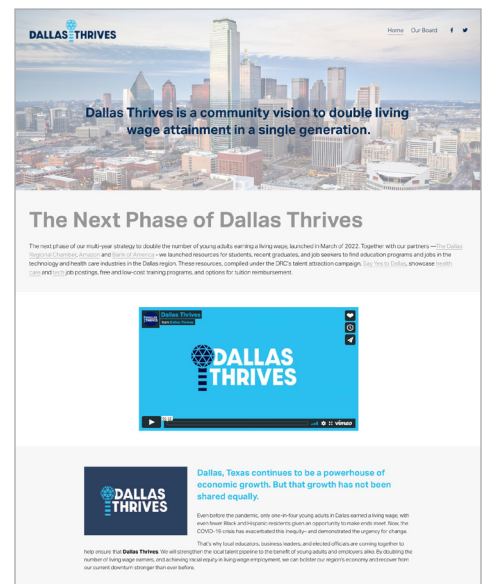 DALLAS THRIVES
Home Our Board
Dallas Thrives is a community vision to double living
wage attainment in a single generation.
The Next Phase of Dallas Thrives
The next phase of our multi-year strategy to double the number of young adults earning a living wage, launched in March of 2022. Together with our partners —The Dallas
Regional Chamber, Amazon and Bank of America - we launched resources for students, recent graduates, and job seekers to find education programs and jobs in the
technology and health care industries in the Dallas region. These resources, compiled under the DRC's talent attraction campaign, Say Yes to Dallas, showcase health
care and tech job postings, free and low-cost training programs, and options for tuition reimbursement.
Dallas Thrives
from Dallas Thrives
DALLAS
THRIVES
vimeo
DALLAS
THRIVES
Dallas, Texas continues to be a powerhouse of
economic growth. But that growth has not been
shared equally.
Even before the pandemic, only one-in-four young adults in Dallas earned a living wage, with
even fewer Black and Hispanic residents given an opportunity to make ends meet. Now, the
COVID-19 crisis has exacerbated this inequity– and demonstrated the urgency for change.
That's why local educators, business leaders, and elected officials are coming together to
help ensure that Dallas Thrives. We will strengthen the local talent pipeline to the benefit of young adults and employers alike. By doubling the
number of living wage earners, and achieving racial equity in living wage employment, we can bolster our region's economy and recover from
our current downturn stronger than ever before.